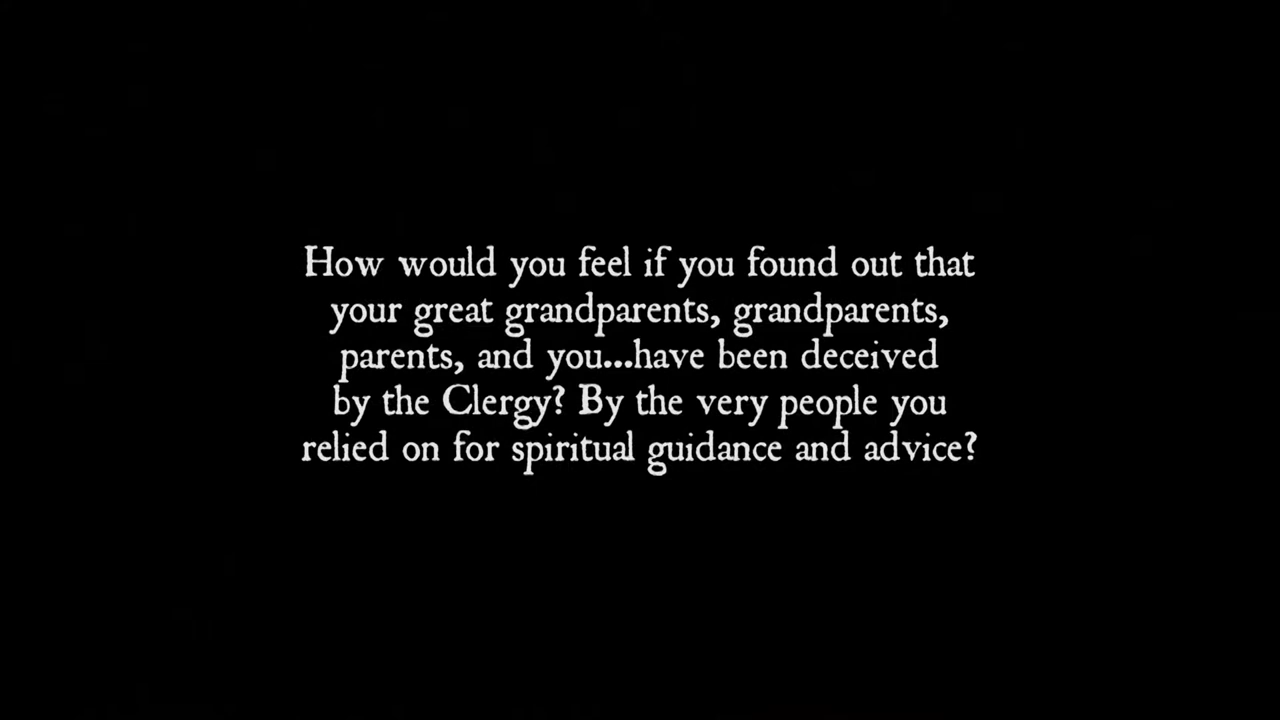 How would you feel if you found out that
your great grandparents, grandparents,
parents, and you...have been deceived
by the Clergy? By the very people you
relied on for spiritual guidance and advice?